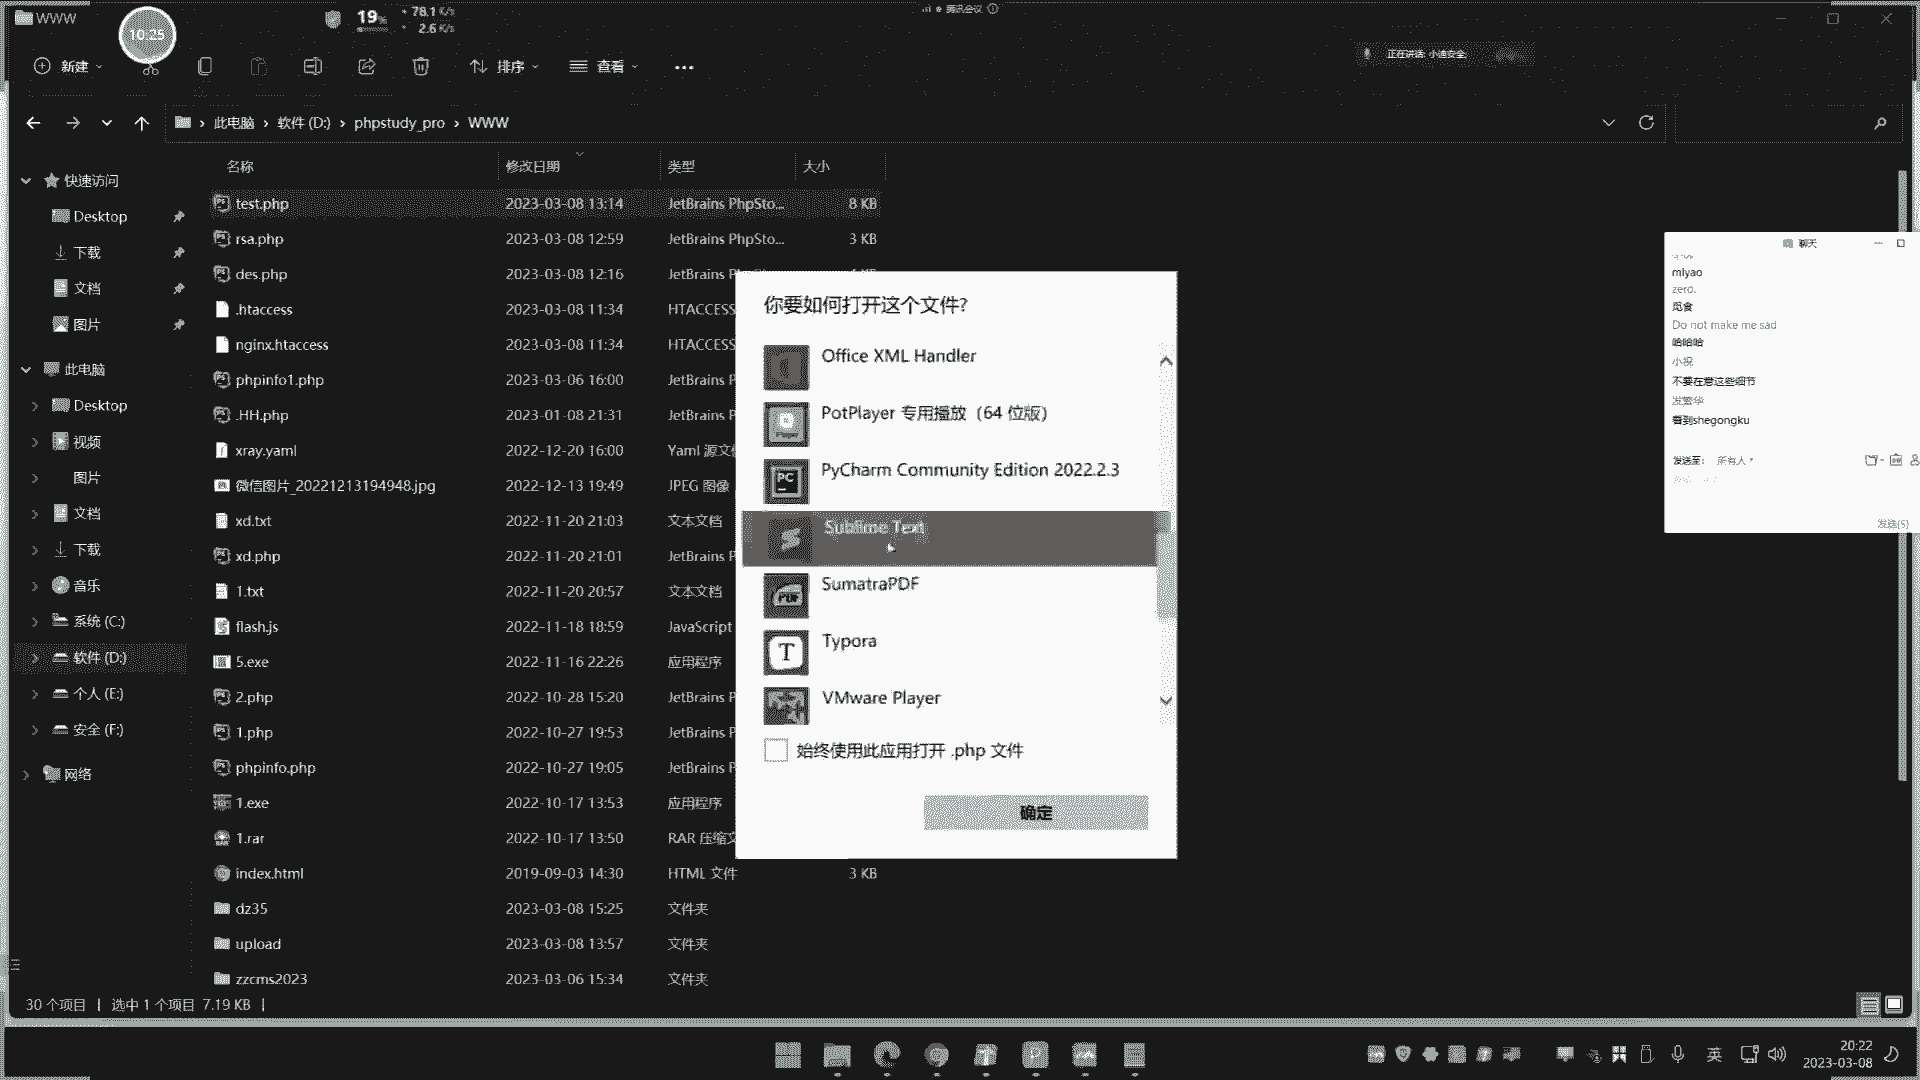 WWW
10:25
19%
78.1 K/s
2.6 K/s
腾讯会议
正在讲话: 小迪安全;
新建
排序
查看
此电脑 › 软件 (D:) › phpstudy_pro › WWW
名称 修改日期 类型 大小
test.php 2023-03-08 13:14 JetBrains PhpSto... 8 KB
rsa.php 2023-03-08 12:59 JetBrains PhpSto... 3 KB
des.php 2023-03-08 12:16 JetBrains P
.htaccess 2023-03-08 11:34 HTACCESS
nginx.htaccess 2023-03-08 11:34 HTACCESS
phpinfo1.php 2023-03-06 16:00 JetBrains P
.HH.php 2023-01-08 21:31 JetBrains P
xray.yaml 2022-12-20 16:00 Yaml 源文件
微信图片_20221213194948.jpg 2022-12-13 19:49 JPEG 图像
xd.txt 2022-11-20 21:03 文本文档
xd.php 2022-11-20 21:01 JetBrains P
1.txt 2022-11-20 20:57 文本文档
flash.js 2022-11-18 18:59 JavaScript
5.exe 2022-11-16 22:26 应用程序
2.php 2022-10-28 15:20 JetBrains P
1.php 2022-10-27 19:53 JetBrains P
phpinfo.php 2022-10-27 19:05 JetBrains P
1.exe 2022-10-17 13:53 应用程序
1.rar 2022-10-17 13:50 RAR 压缩文
index.html 2019-09-03 14:30 HTML 文件 3 KB
dz35 2023-03-08 15:25 文件夹
upload 2023-03-08 13:57 文件夹
zzcms2023 2023-03-06 15:34 文件夹
快速访问
Desktop
下载
文档
图片
此电脑
Desktop
视频
图片
文档
下载
音乐
系统 (C:)
软件 (D:)
个人 (E:)
安全 (F:)
网络
30 个项目
选中 1 个项目 7.19 KB
你要如何打开这个文件?
Office XML Handler
PotPlayer 专用播放（64 位版）
PyCharm Community Edition 2022.2.3
Sublime Text
SumatraPDF
Typora
VMware Player
始终使用此应用打开 .php 文件
确定
聊天
miyao
zero.
觅食
Do not make me sad
哈哈哈
小祝
不要在意这些细节
发繁华
看到shegongku
发送至: 所有人
发送(S)
英
20:22
2023-03-08